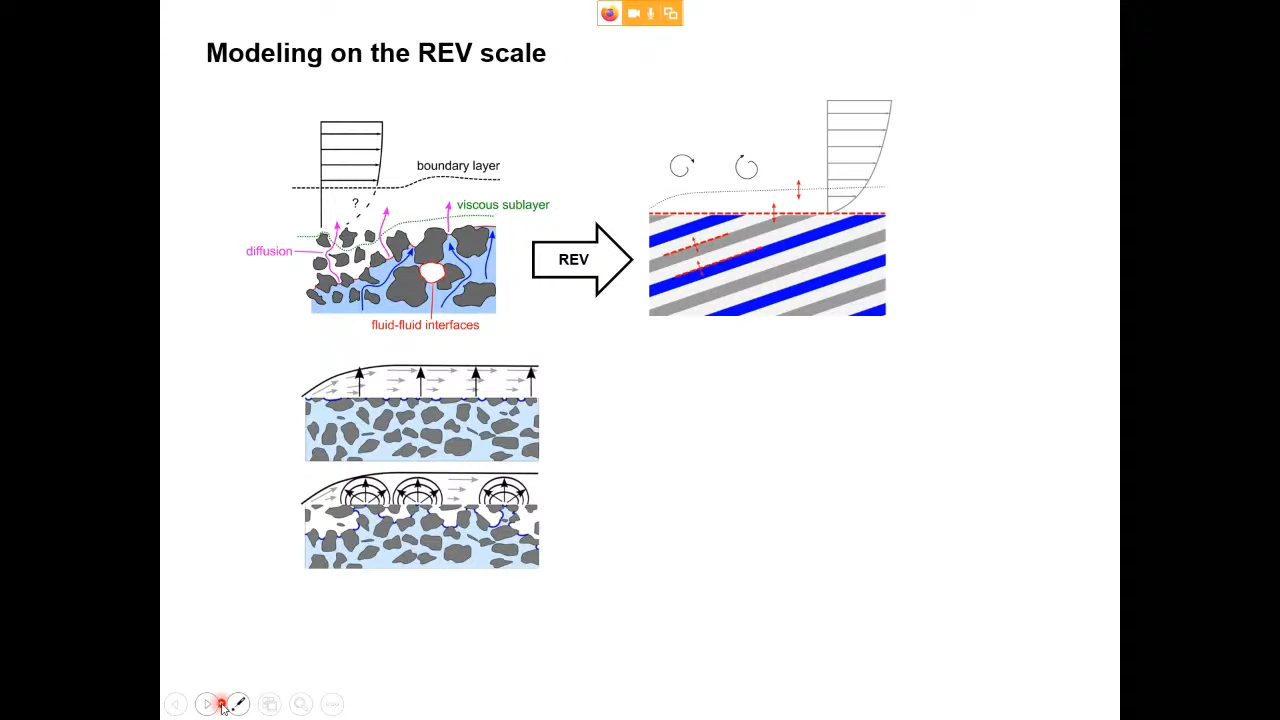 Modeling on the REV scale
boundary layer
?
viscous sublayer
diffusion
REV
fluid-fluid interfaces